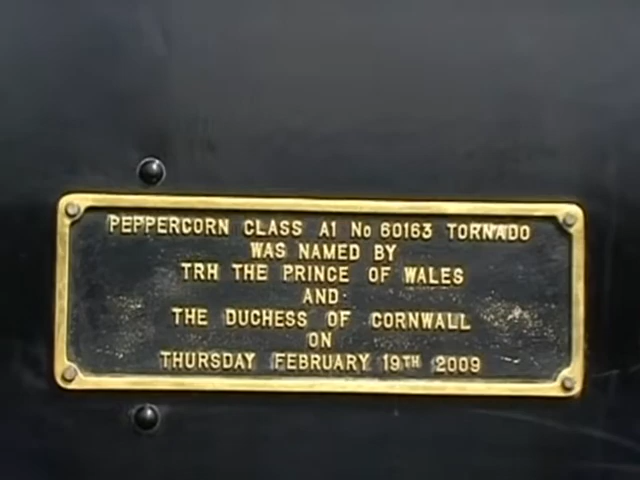 PEPPERCORN CLASS A1 No 60163 TORNADO
WAS NAMED BY
TRH THE PRINCE OF WALES
AND
THE DUCHESS OF CORNWALL
ON
THURSDAY FEBRUARY 19TH 2009